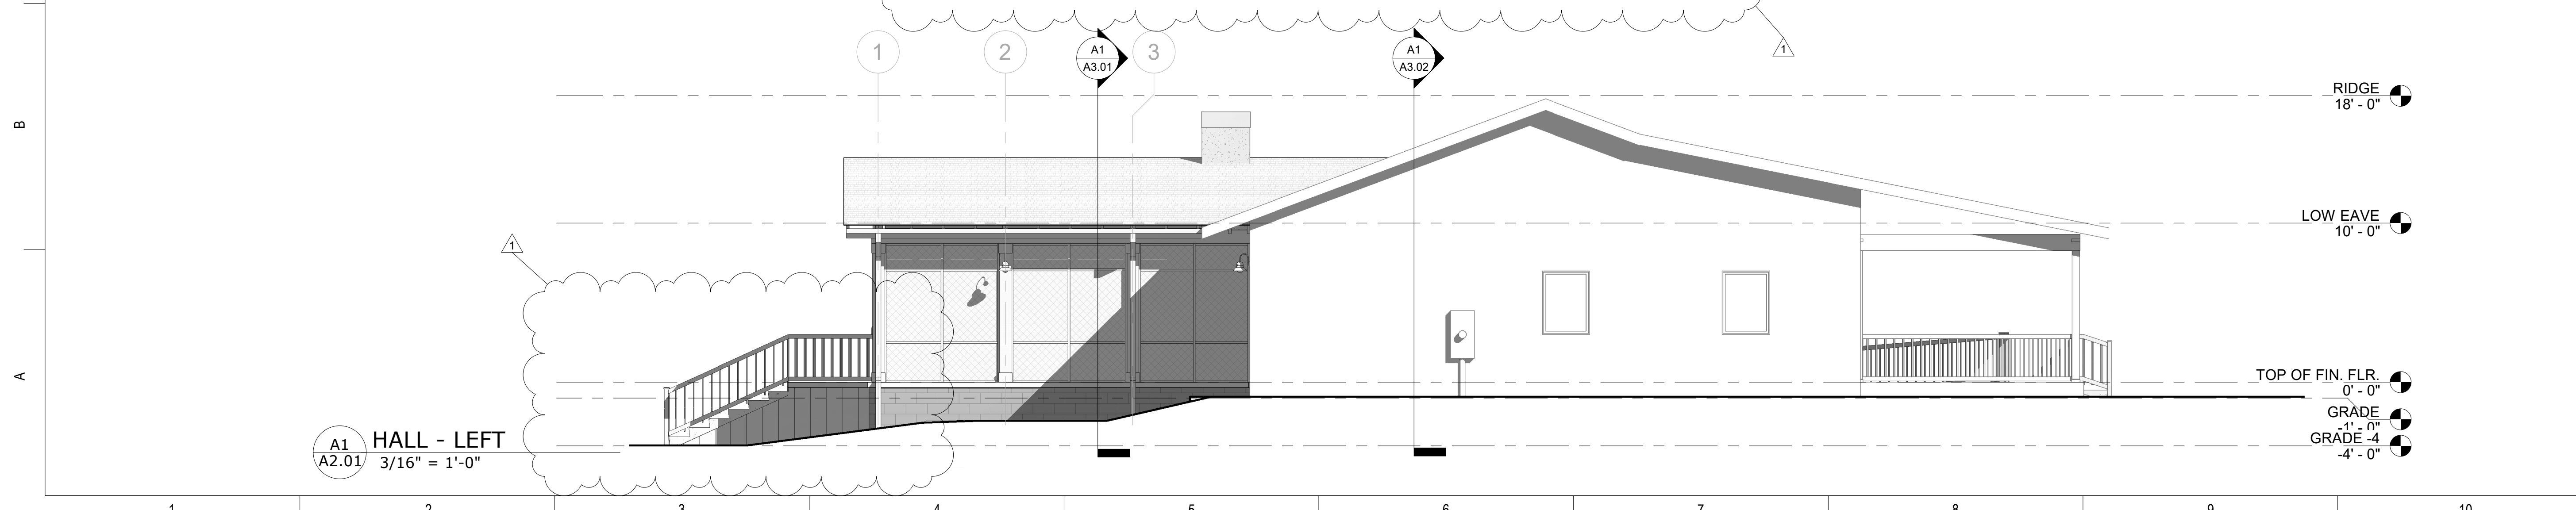 1
2
A1
A3.01
3
A1
A3.02
1
B
RIDGE
18' - 0"
LOW EAVE
10' - 0"
1
A
TOP OF FIN. FLR.
0' - 0"
GRADE
-1' - 0"
GRADE -4
-4' - 0"
A1
A2.01
HALL - LEFT
3/16" = 1'-0"
1 2 3 4 5 6 7 8 9 10